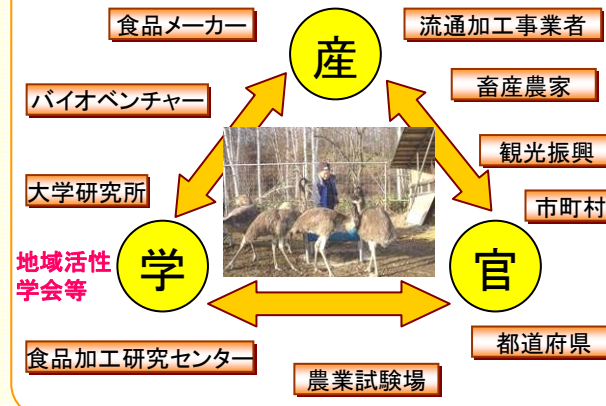 食品メーカー
流通加工事業者
産
畜産農家
バイオベンチャー
観光振興
大学研究所
市町村
地域活性
学会等
学
官
都道府県
食品加工研究センター
農業試験場